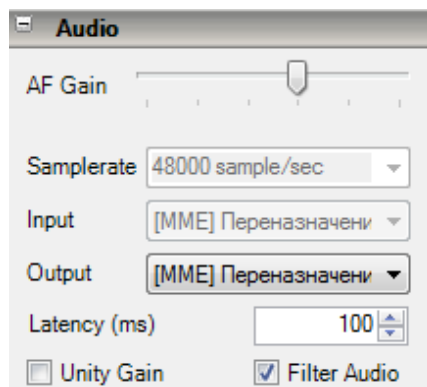 Audio
AF Gain
Samplerate 48000 sample/sec
Input [MME] Переназначени
Output [MME] Переназначени
Latency (ms) 100
Unity Gain Filter Audio